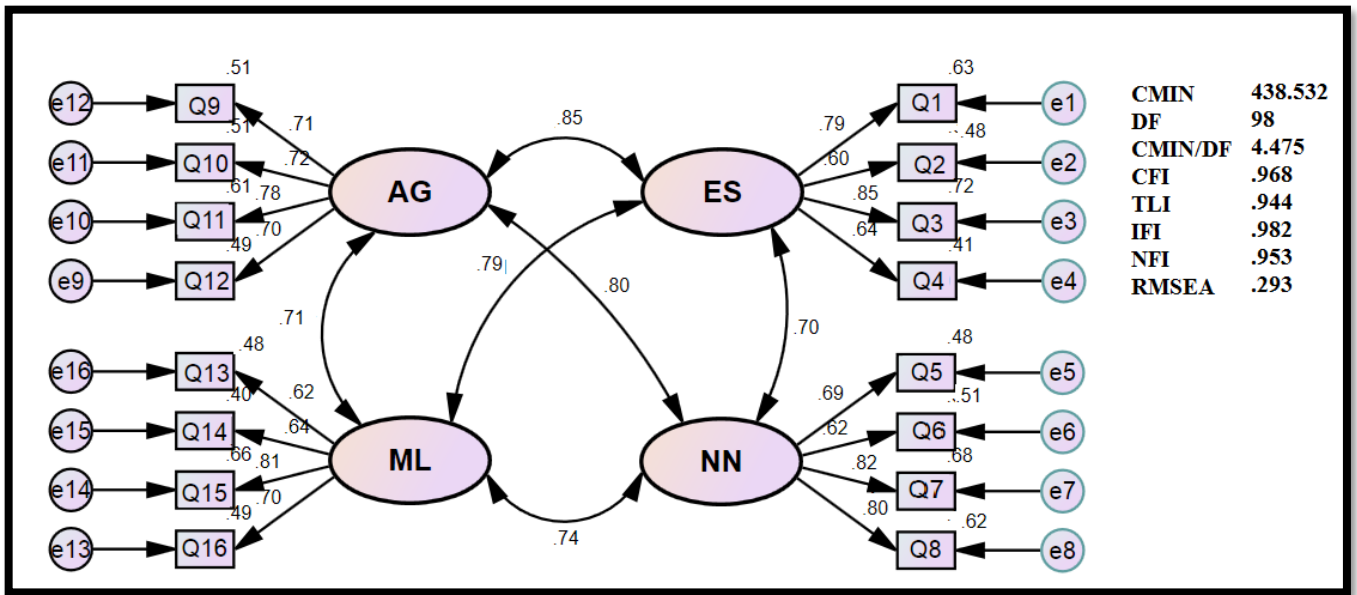 .51
e12 Q9 .71
.51
e11 Q10 .72
.61
e10 Q11 .78
.49
e9 Q12 .70
AG
.85
ES
.63
.79 Q1 e1
.48
.60 Q2 e2
.72
.85 Q3 e3
.41
.64 Q4 e4
.79
.80
.71
.70
.48
e16 Q13 .62
.40
e15 Q14 .64
.66
e14 Q15 .81
.49
e13 Q16 .70
ML
.74
NN
.48
.69 Q5 e5
.51
.62 Q6 e6
.68
.82 Q7 e7
.62
.80 Q8 e8
CMIN 438.532
DF 98
CMIN/DF 4.475
CFI .968
TLI .944
IFI .982
NFI .953
RMSEA .293